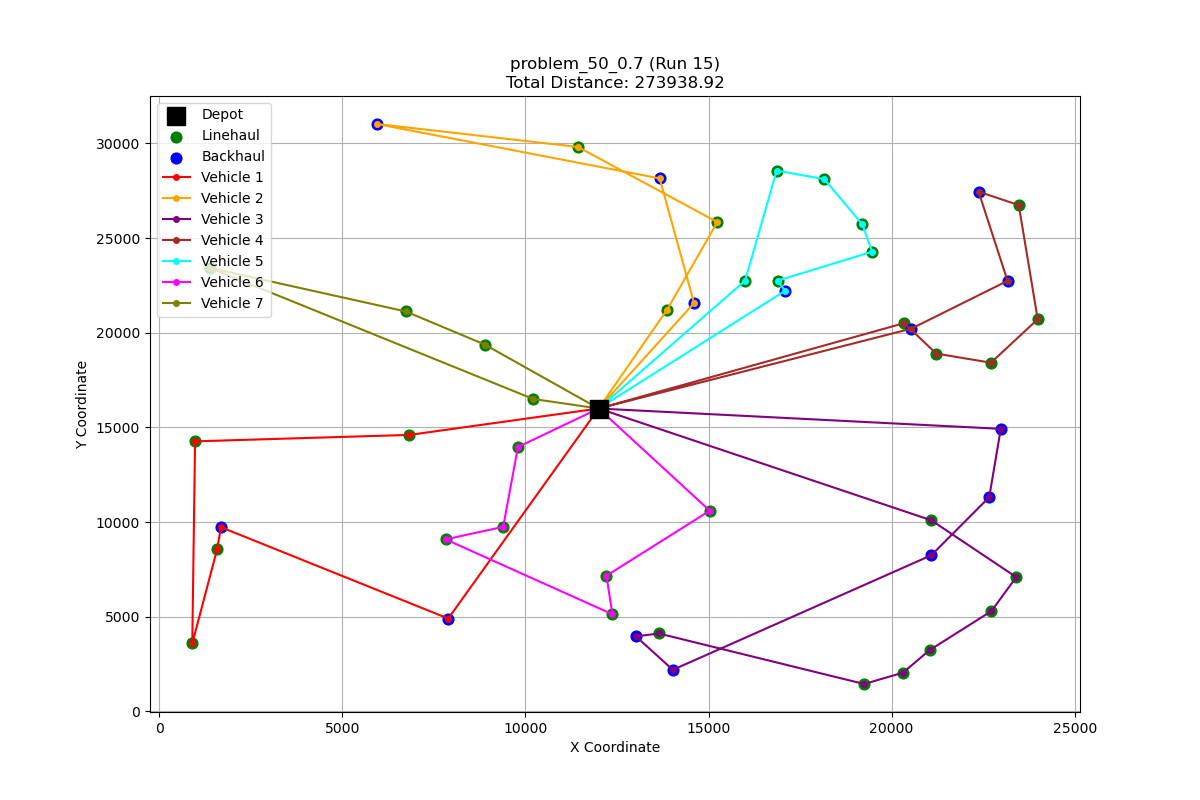 problem_50_0.7 (Run 15)
Total Distance: 273938.92
Depot
Linehaul
Backhaul
Vehicle 1
Vehicle 2
Vehicle 3
Vehicle 4
Vehicle 5
Vehicle 6
Vehicle 7
30000
25000
20000
15000
10000
5000
0
Y Coordinate
0
5000
10000
15000
20000
25000
X Coordinate